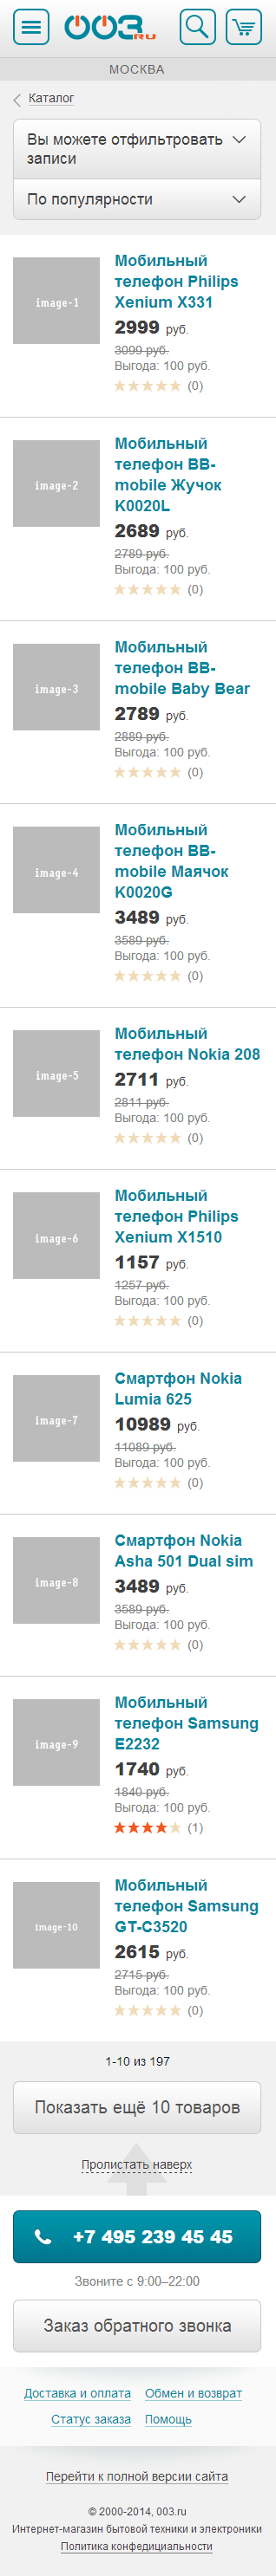 003.RU
МОСКВА
Каталог
Вы можете отфильтровать
записи
По популярности
image-1
Мобильный
телефон Philips
Xenium X331
2999 руб.
3099 руб.
Выгода: 100 руб.
(0)
image-2
Мобильный
телефон BB-
mobile Жучок
K0020L
2689 руб.
2789 руб.
Выгода: 100 руб.
(0)
image-3
Мобильный
телефон BB-
mobile Baby Bear
2789 руб.
2889 руб.
Выгода: 100 руб.
(0)
image-4
Мобильный
телефон BB-
mobile Маячок
K0020G
3489 руб.
3589 руб.
Выгода: 100 руб.
(0)
image-5
Мобильный
телефон Nokia 208
2711 руб.
2811 руб.
Выгода: 100 руб.
(0)
image-6
Мобильный
телефон Philips
Xenium X1510
1157 руб.
1257 руб.
Выгода: 100 руб.
(0)
image-7
Смартфон Nokia
Lumia 625
10989 руб.
11089 руб.
Выгода: 100 руб.
(0)
image-8
Смартфон Nokia
Asha 501 Dual sim
3489 руб.
3589 руб.
Выгода: 100 руб.
(0)
image-9
Мобильный
телефон Samsung
E2232
1740 руб.
1840 руб.
Выгода: 100 руб.
(1)
image-10
Мобильный
телефон Samsung
GT-C3520
2615 руб.
2715 руб.
Выгода: 100 руб.
(0)
1-10 из 197
Показать ещё 10 товаров
Пролистать наверх
+7 495 239 45 45
Звоните с 9:00–22:00
Заказ обратного звонка
Доставка и оплата Обмен и возврат
Статус заказа Помощь
Перейти к полной версии сайта
© 2000-2014, 003.ru
Интернет-магазин бытовой техники и электроники
Политика конфедициальности